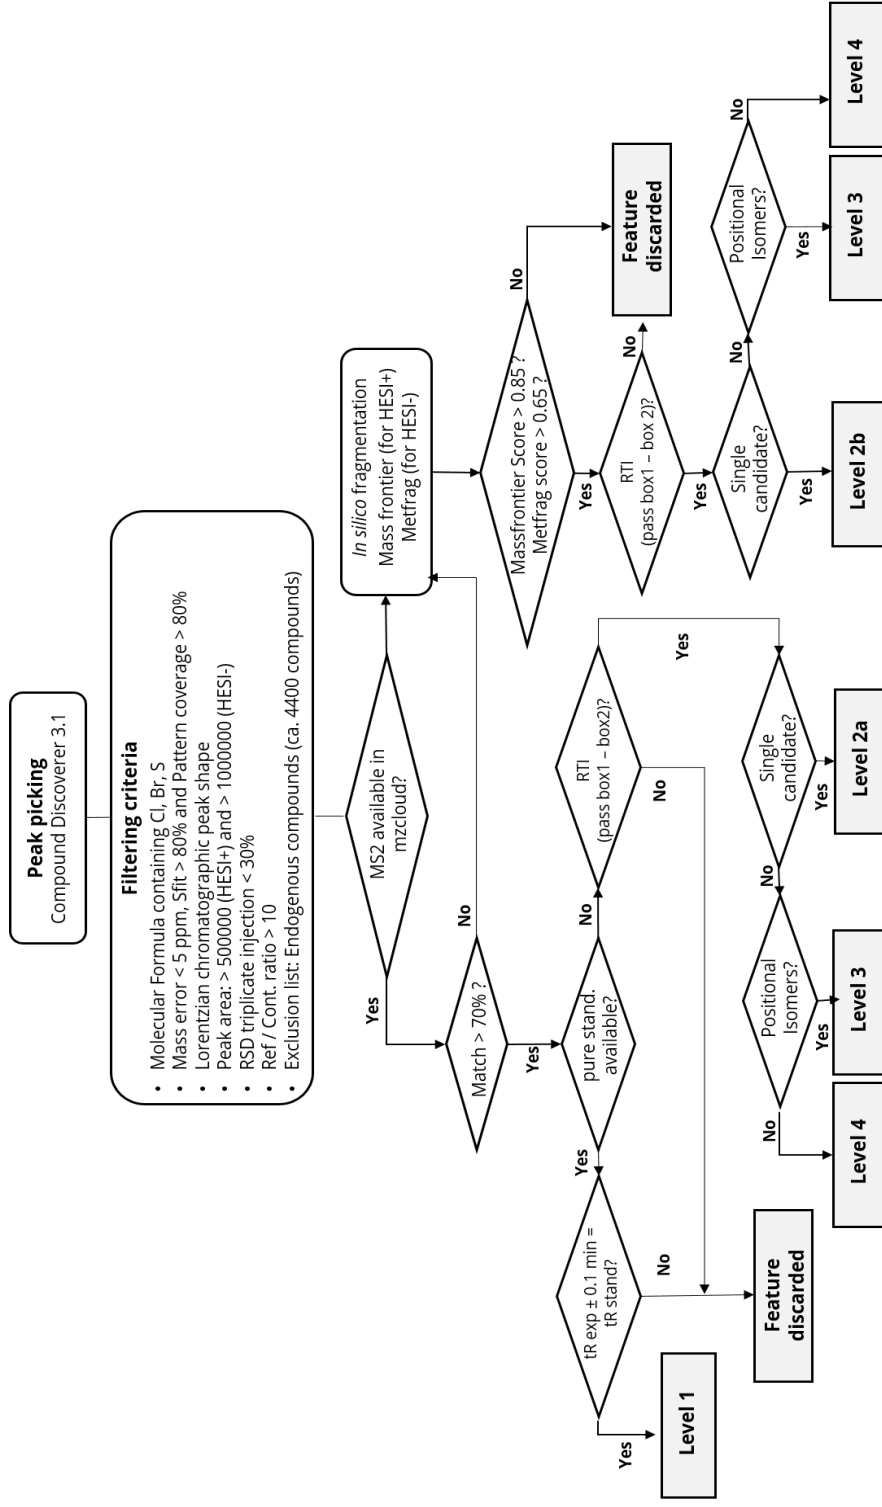 Peak picking
Compound Discoverer 3.1
Filtering criteria
• Molecular Formula containing Cl, Br, S
• Mass error < 5 ppm, Sfit > 80% and Pattern coverage > 80%
• Lorentzian chromatographic peak shape
• Peak area: > 500000 (HESI+) and > 1000000 (HESI-)
• RSD triplicate injection < 30%
• Ref / Cont. ratio > 10
• Exclusion list: Endogenous compounds (ca. 4400 compounds)
MS2 available in
mzcloud?
Yes
In silico fragmentation
Mass frontier (for HESI+)
Metfrag (for HESI-)
Match > 70% ?
No
Yes
Massfrontier Score > 0.85 ?
Metfrag score > 0.65 ?
No
Yes
pure stand.
available?
Yes
No
tR exp ± 0.1 min =
tR stand?
Yes
No
Level 1
RTI
(pass box1 – box2)?
No
Yes
Feature
discarded
RTI
(pass box1 – box 2)?
No
Yes
Feature
discarded
Single
candidate?
No
Yes
Positional
Isomers?
No
Yes
Level 4
Level 3
Level 2a
Single
candidate?
No
Yes
Positional
Isomers?
No
Yes
Level 2b
Level 3
Level 4